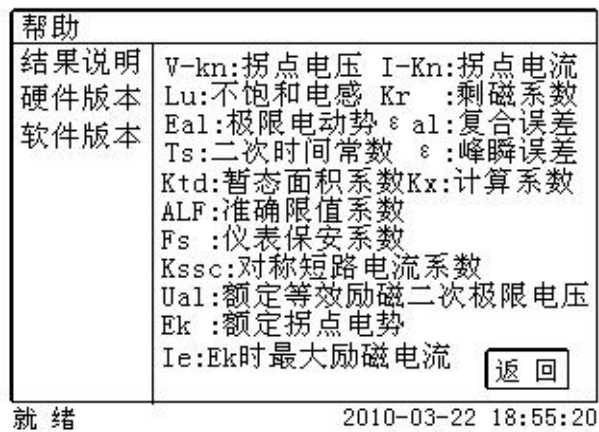 帮助
结果说明
硬件版本
软件版本
V-kn:拐点电压 I-Kn:拐点电流
Lu:不饱和电感 Kr :剩磁系数
Eal:极限电动势 εal:复合误差
Ts:二次时间常数 ε :峰瞬误差
Ktd:暂态面积系数Kx:计算系数
ALF:准确限值系数
Fs :仪表保安系数
Kssc:对称短路电流系数
Ual:额定等效励磁二次极限电压
Ek :额定拐点电势
Ie:Ek时最大励磁电流
返 回
就 绪
2010-03-22 18:55:20